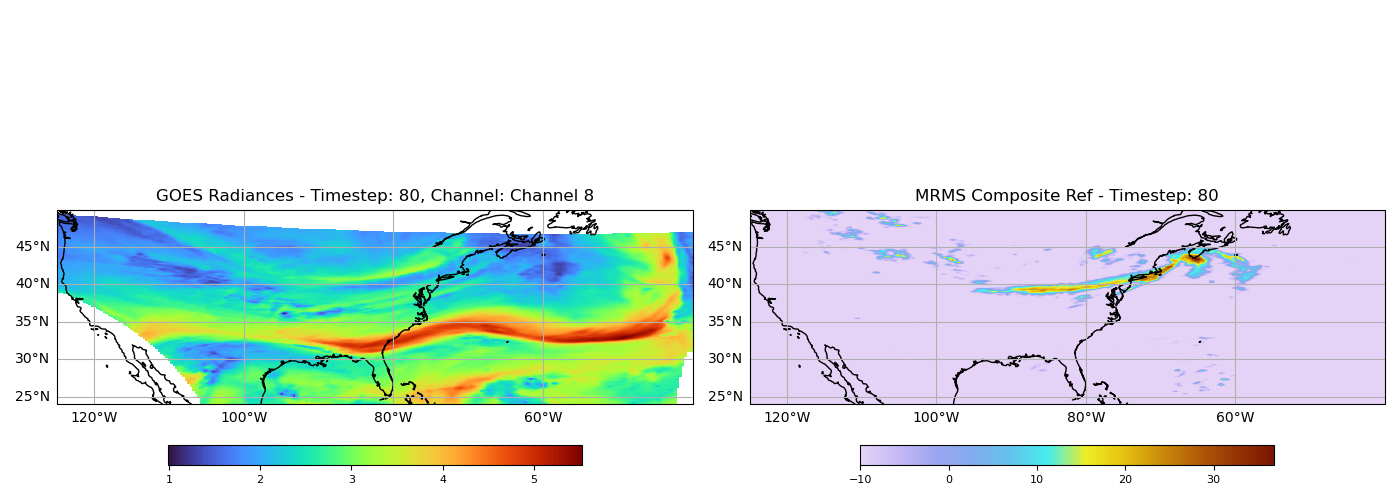 GOES Radiances - Timestep: 80, Channel: Channel 8
MRMS Composite Ref - Timestep: 80
45°N
40°N
35°N
30°N
25°N
120°W
100°W
80°W
60°W
45°N
40°N
35°N
30°N
25°N
120°W
100°W
80°W
60°W
1
2
3
4
5
−10
0
10
20
30